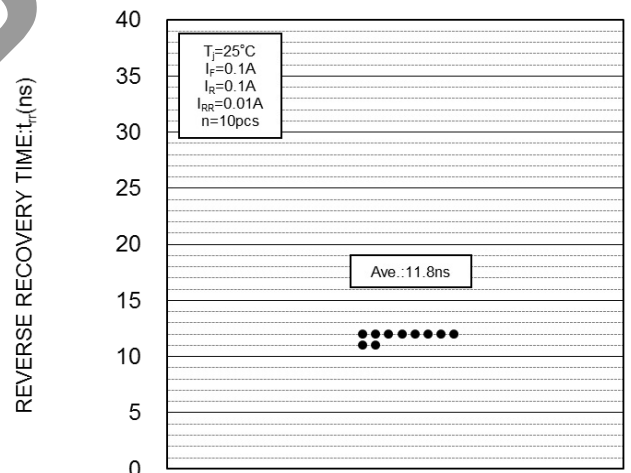 REVERSE RECOVERY TIME:trr(ns)
40
35
30
25
20
15
10
5
0
Tj=25°C
IF=0.1A
IR=0.1A
IRR=0.01A
n=10pcs
Ave.:11.8ns